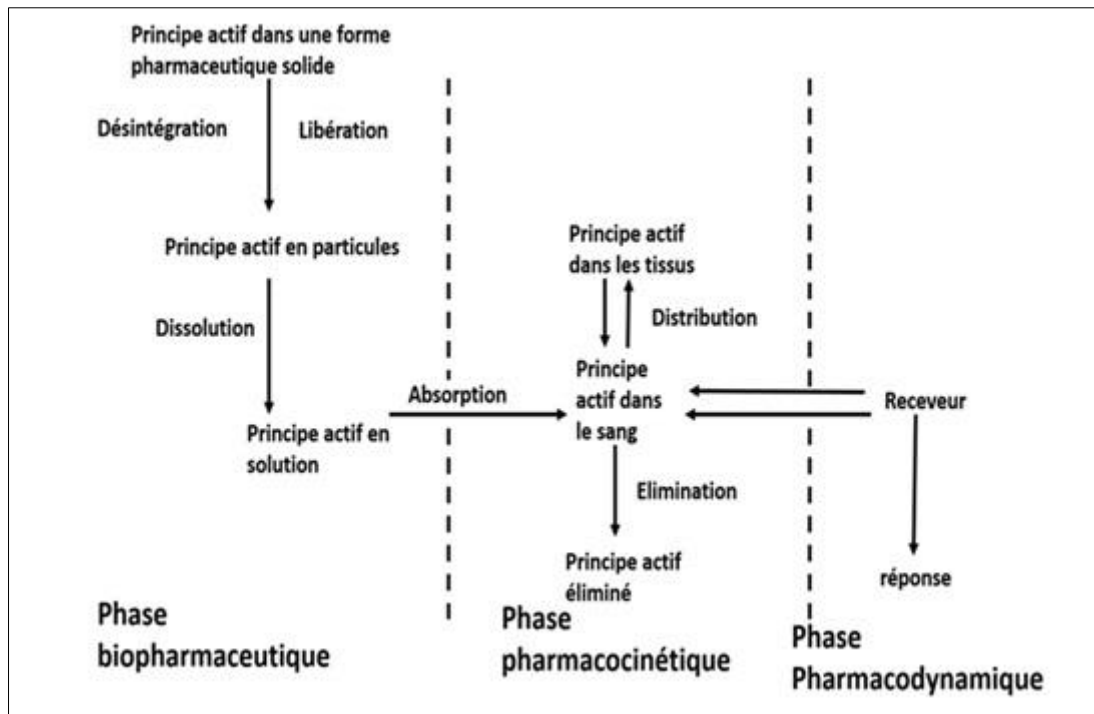 Principe actif dans une forme
pharmaceutique solide
Désintégration
Libération
Principe actif en particules
Dissolution
Principe actif en
solution
Absorption
Principe actif
dans les tissus
Distribution
Principe
actif dans
le sang
Elimination
Principe actif
éliminé
Receveur
réponse
Phase
biopharmaceutique
Phase
pharmacocinétique
Phase
Pharmacodynamique